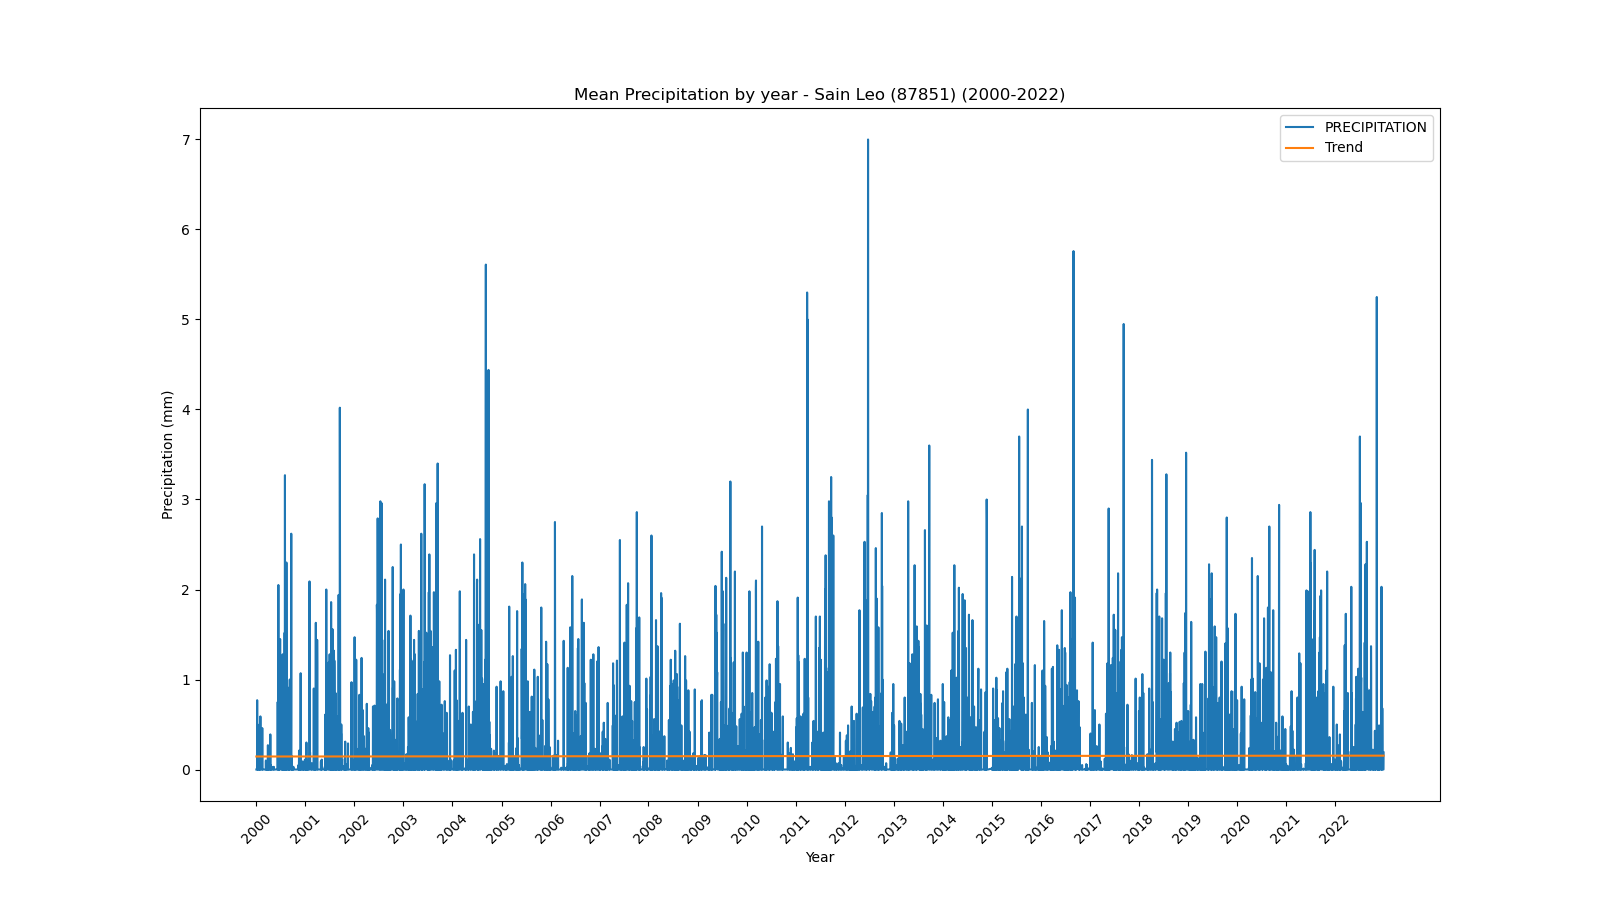 Mean Precipitation by year - Sain Leo (87851) (2000-2022)
PRECIPITATION
Trend
Precipitation (mm)
7
6
5
4
3
2
1
0
2000 2001 2002 2003 2004 2005 2006 2007 2008 2009 2010 2011 2012 2013 2014 2015 2016 2017 2018 2019 2020 2021 2022
Year